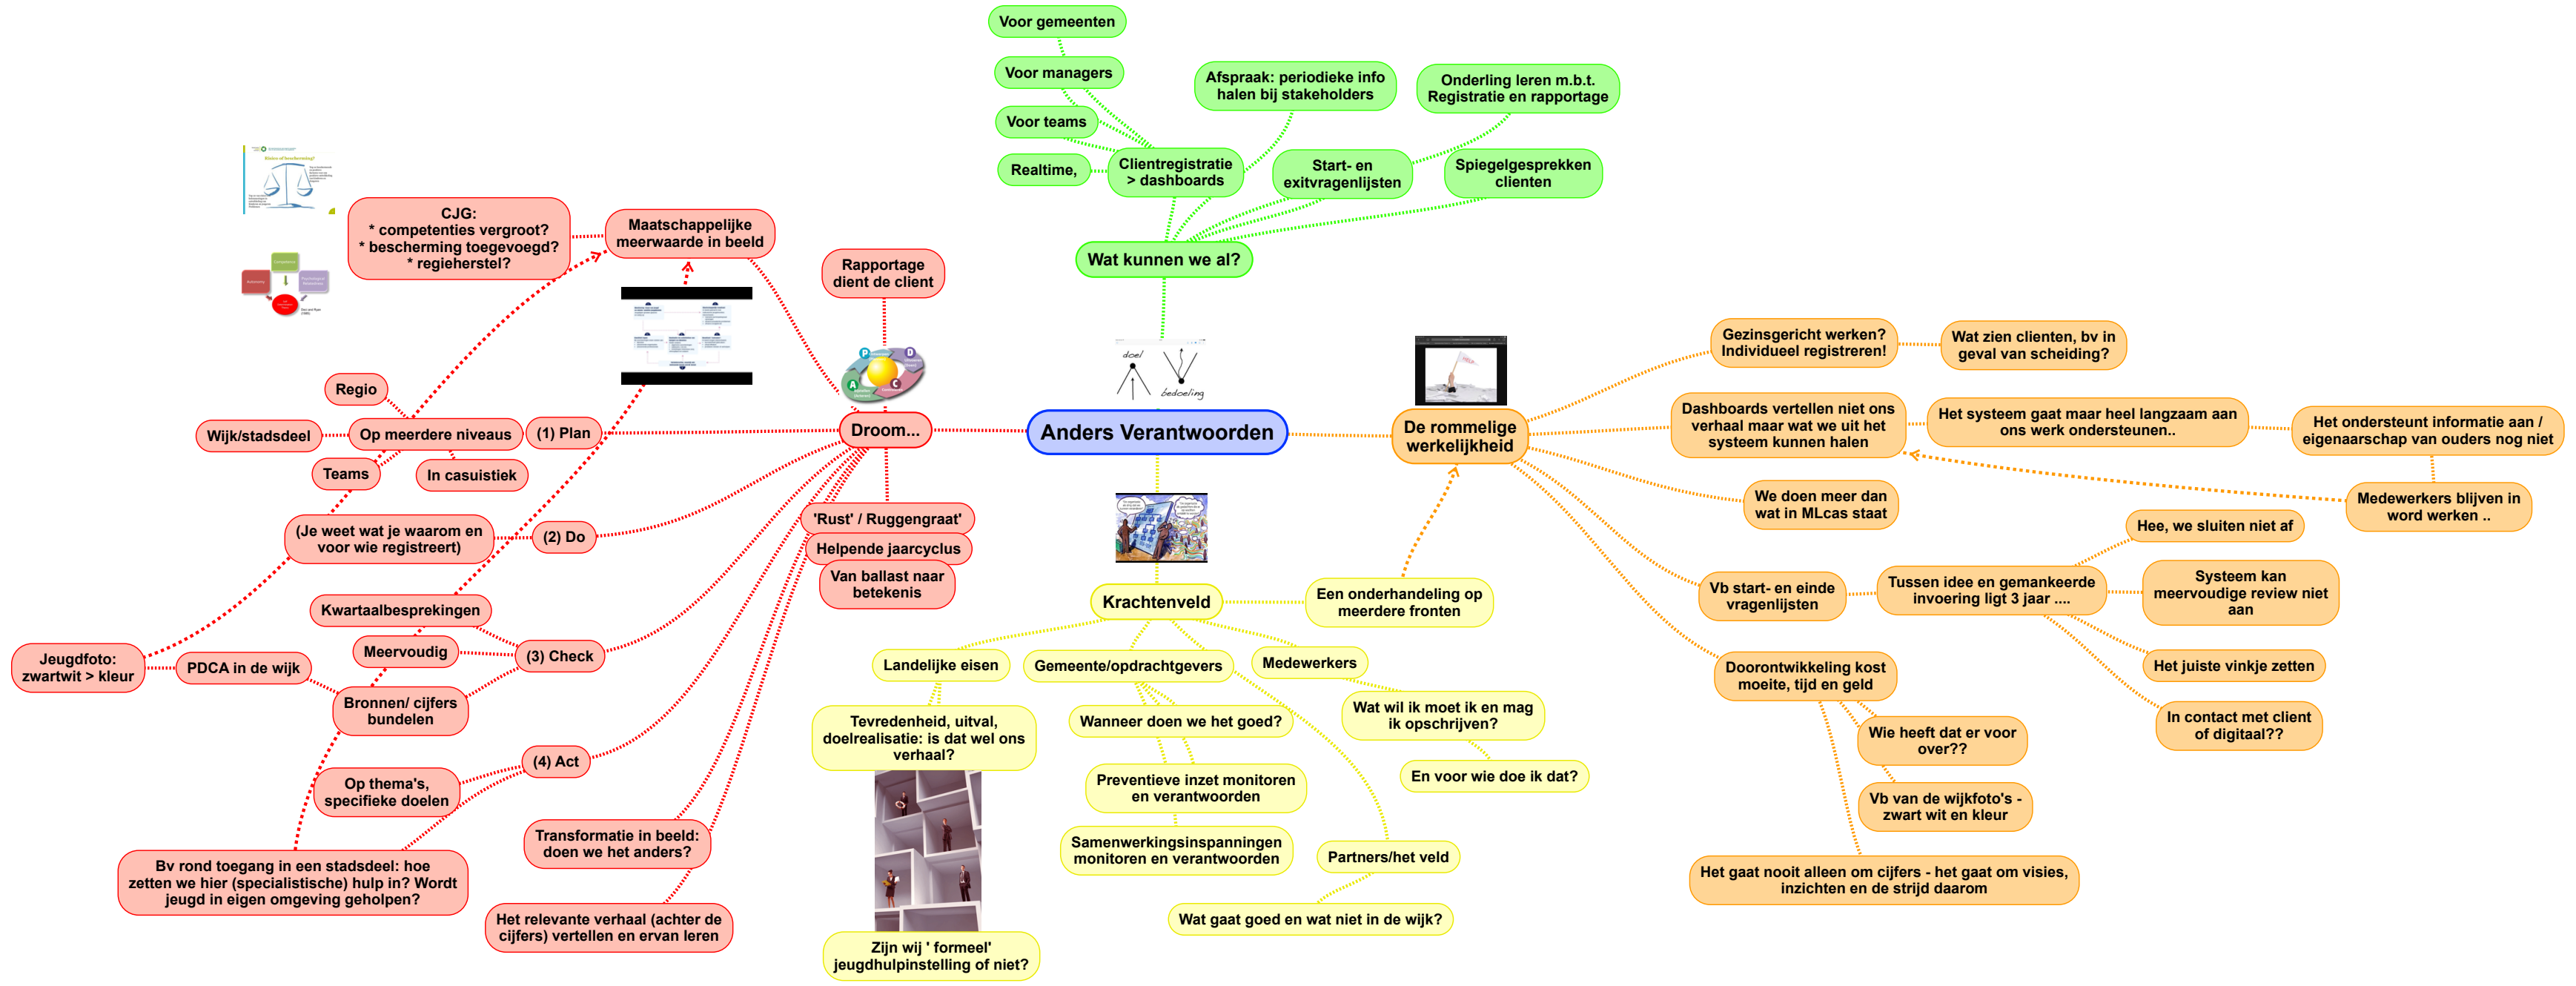 Voor gemeenten
Voor managers
Voor teams
Realtime,
Clientregistratie
> dashboards
Afspraak: periodieke info
halen bij stakeholders
Onderling leren m.b.t.
Registratie en rapportage
Start- en
exitvragenlijsten
Spiegelgesprekken
clienten
Wat kunnen we al?
doel
bedoeling
Anders Verantwoorden
CJG:
* competenties vergroot?
* bescherming toegevoegd?
* regieherstel?
Maatschappelijke
meerwaarde in beeld
Rapportage
dient de client
P
D
A
C
Droom...
Regio
Wijk/stadsdeel
Op meerdere niveaus
(1) Plan
Teams
In casuistiek
(Je weet wat je waarom en
voor wie registreert)
(2) Do
'Rust' / Ruggengraat'
Helpende jaarcyclus
Van ballast naar
betekenis
Kwartaalbesprekingen
Meervoudig
(3) Check
Jeugdfoto:
zwartwit > kleur
PDCA in de wijk
Bronnen/ cijfers
bundelen
(4) Act
Op thema's,
specifieke doelen
Bv rond toegang in een stadsdeel: hoe
zetten we hier (specialistische) hulp in? Wordt
jeugd in eigen omgeving geholpen?
Transformatie in beeld:
doen we het anders?
Het relevante verhaal (achter de
cijfers) vertellen en ervan leren
Krachtenveld
Een onderhandeling op
meerdere fronten
Landelijke eisen
Gemeente/opdrachtgevers
Medewerkers
Tevredenheid, uitval,
doelrealisatie: is dat wel ons
verhaal?
Zijn wij ' formeel'
jeugdhulpinstelling of niet?
Wanneer doen we het goed?
Preventieve inzet monitoren
en verantwoorden
Samenwerkingsinspanningen
monitoren en verantwoorden
Wat wil ik moet ik en mag
ik opschrijven?
En voor wie doe ik dat?
Partners/het veld
Wat gaat goed en wat niet in de wijk?
De rommelige
werkelijkheid
Gezinsgericht werken?
Individueel registreren!
Wat zien clienten, bv in
geval van scheiding?
Dashboards vertellen niet ons
verhaal maar wat we uit het
systeem kunnen halen
Het systeem gaat maar heel langzaam aan
ons werk ondersteunen..
Het ondersteunt informatie aan /
eigenaarschap van ouders nog niet
Medewerkers blijven in
word werken ..
We doen meer dan
wat in MLcas staat
Vb start- en einde
vragenlijsten
Tussen idee en gemankeerde
invoering ligt 3 jaar ....
Hee, we sluiten niet af
Systeem kan
meervoudige review niet
aan
Het juiste vinkje zetten
In contact met client
of digitaal??
Doorontwikkeling kost
moeite, tijd en geld
Wie heeft dat er voor
over??
Vb van de wijkfoto's -
zwart wit en kleur
Het gaat nooit alleen om cijfers - het gaat om visies,
inzichten en de strijd daarom